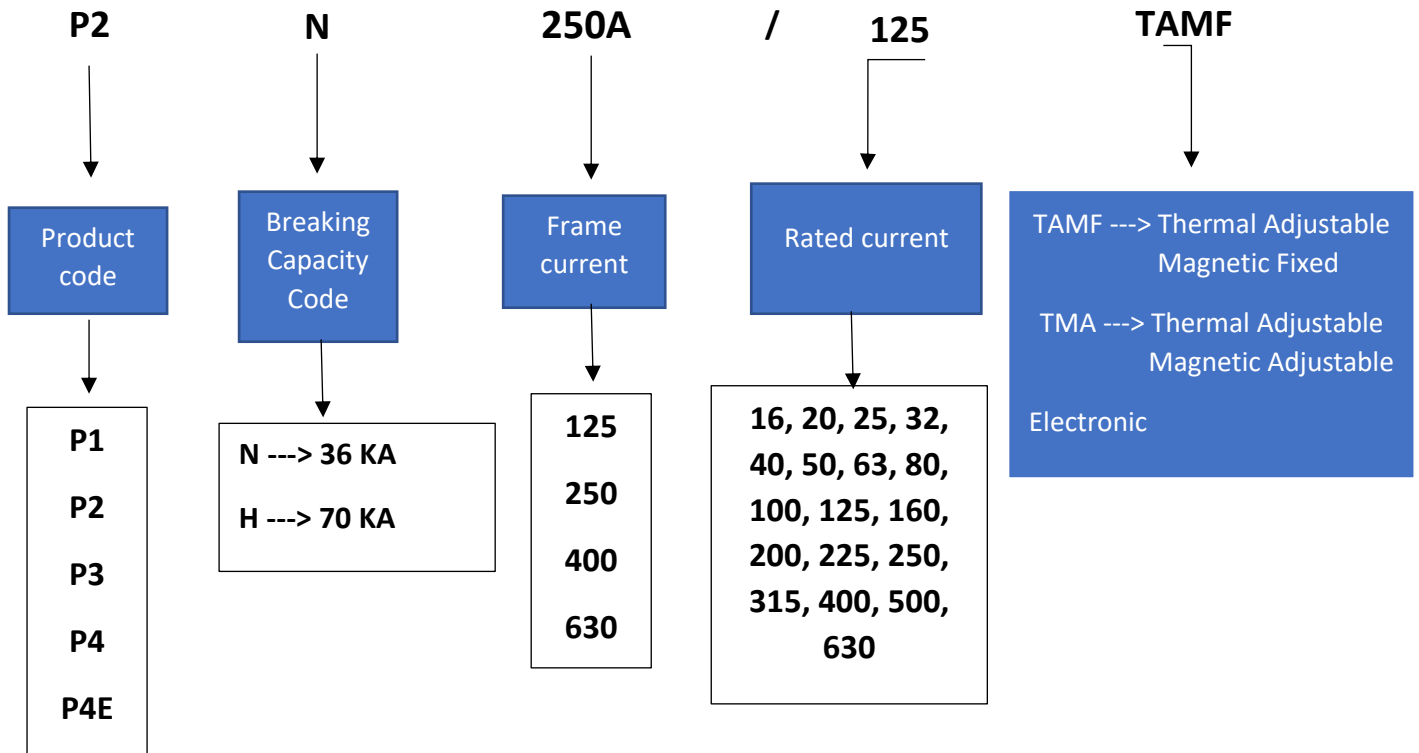 P2 N 250A / 125 TAMF
Product
code
Breaking
Capacity
Code
Frame
current
Rated current
TAMF ---> Thermal Adjustable
Magnetic Fixed
TMA ---> Thermal Adjustable
Magnetic Adjustable
Electronic
P1
P2
P3
P4
P4E
N ---> 36 KA
H ---> 70 KA
125
250
400
630
16, 20, 25, 32,
40, 50, 63, 80,
100, 125, 160,
200, 225, 250,
315, 400, 500,
630